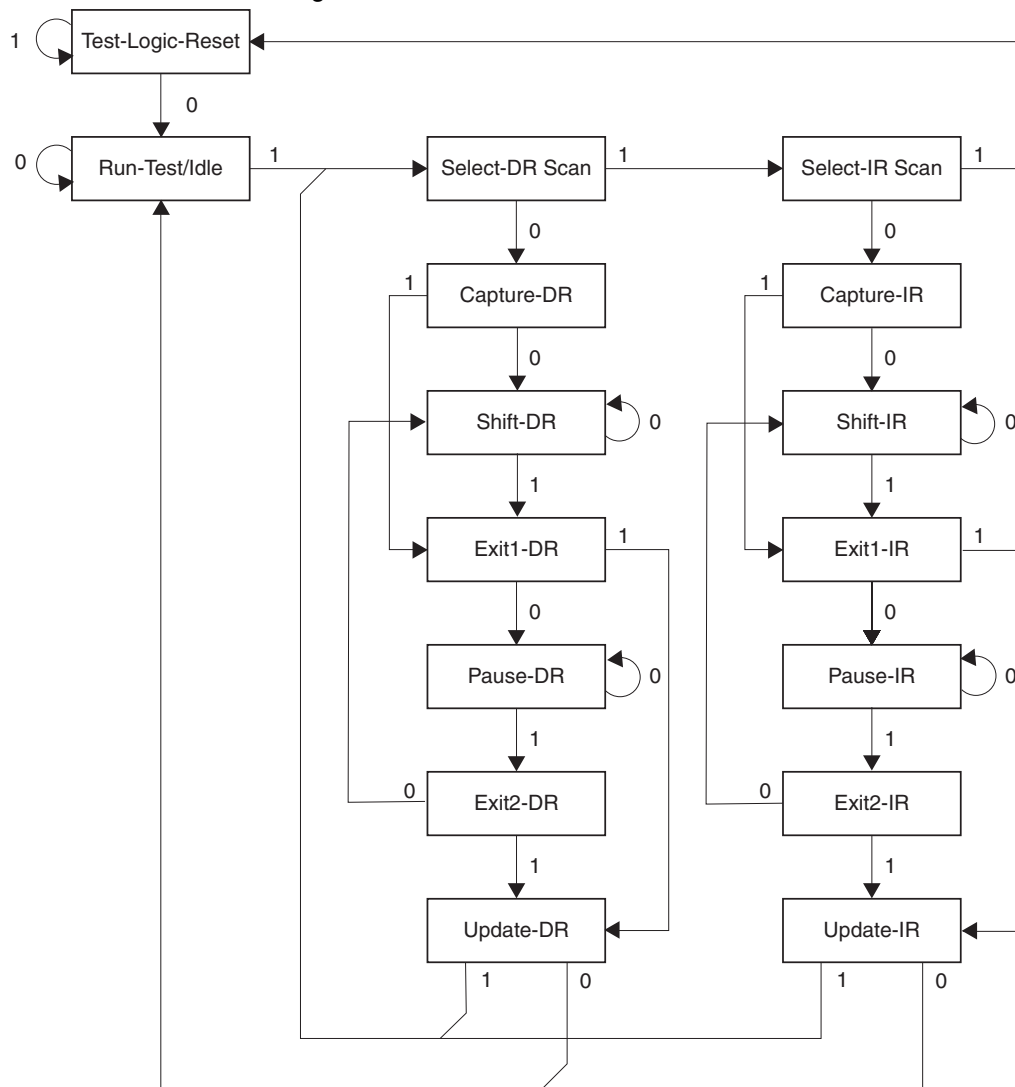 1
Test-Logic-Reset
0
0
Run-Test/Idle
1
Select-DR Scan
1
Select-IR Scan
1
0
0
1
Capture-DR
1
Capture-IR
0
0
Shift-DR
0
Shift-IR
0
1
1
Exit1-DR
1
Exit1-IR
1
0
0
Pause-DR
0
Pause-IR
0
1
1
0
Exit2-DR
0
Exit2-IR
1
1
Update-DR
Update-IR
1
0
1
0